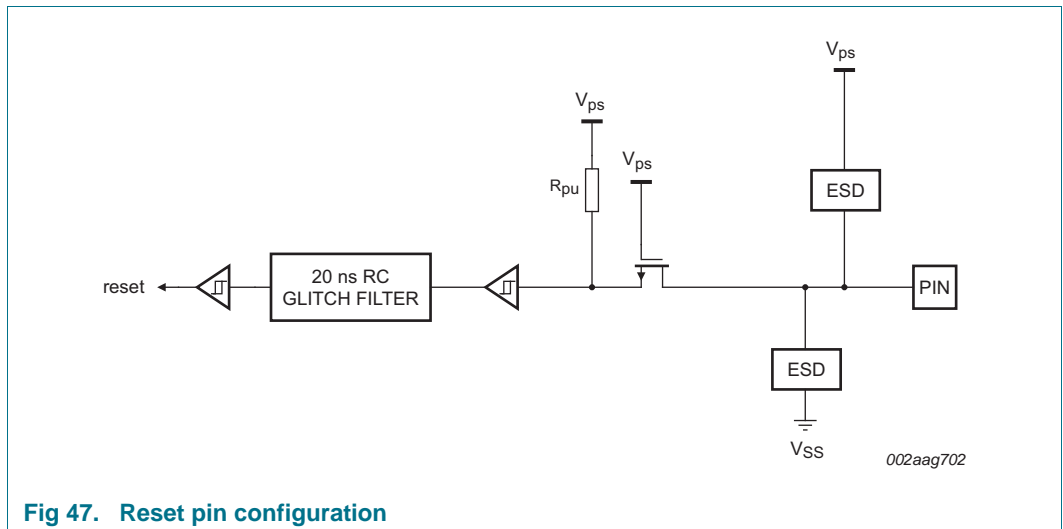 Vps
Vps
Vps
Rpu
ESD
reset
20 ns RC
GLITCH FILTER
PIN
ESD
VSS
002aag702
Fig 47. Reset pin configuration